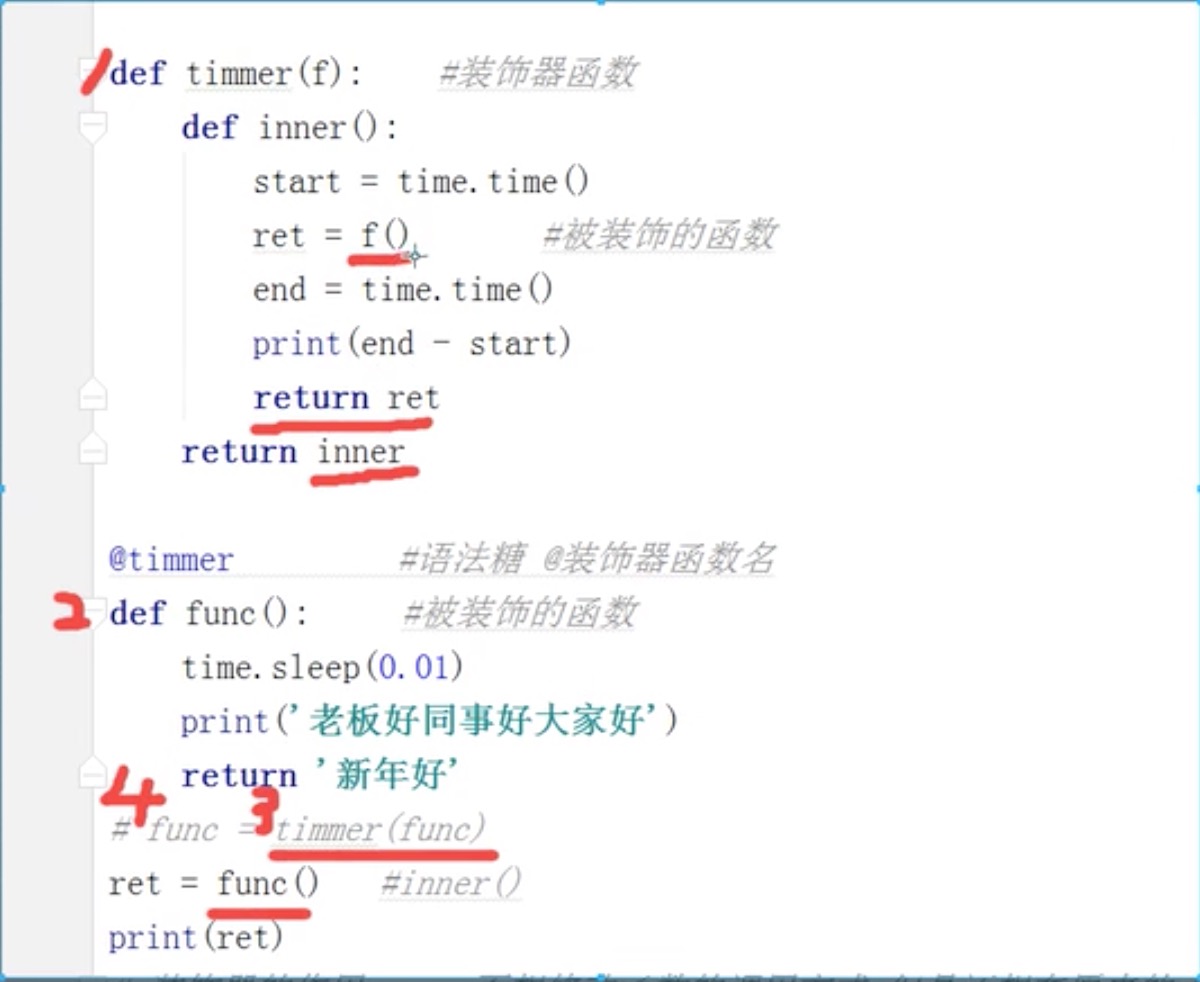 1 def timmer(f): #装饰器函数
def inner():
start = time.time()
ret = f() #被装饰的函数
end = time.time()
print(end - start)
return ret
return inner
@timmer #语法糖 @装饰器函数名
2 def func(): #被装饰的函数
time.sleep(0.01)
print('老板好同事好大家好')
return '新年好'
4 3
# func = timmer(func)
ret = func() #inner()
print(ret)